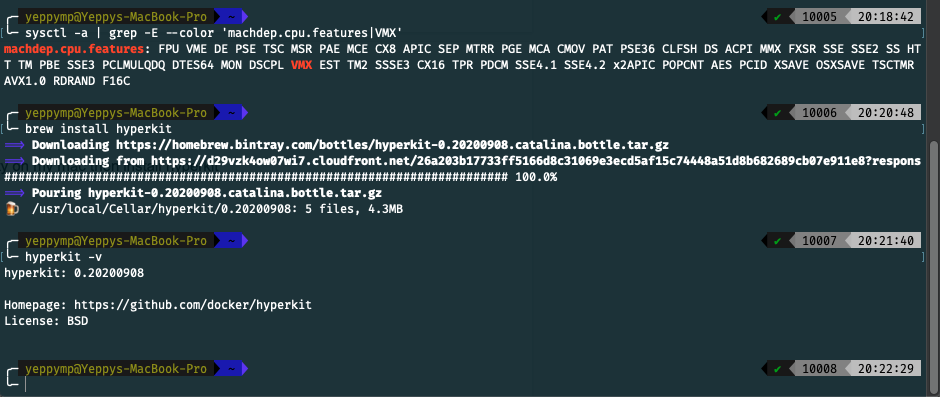 yeppymp@Yeppys-MacBook-Pro ~ ✔ 10005 20:18:42
sysctl -a | grep -E --color 'machdep.cpu.features|VMX'
machdep.cpu.features: FPU VME DE PSE TSC MSR PAE MCE CX8 APIC SEP MTRR PGE MCA CMOV PAT PSE36 CLFSH DS ACPI MMX FXSR SSE SSE2 SS HT
T TM PBE SSE3 PCLMULQDQ DTES64 MON DSCPL VMX EST TM2 SSSE3 CX16 TPR PDCM SSE4.1 SSE4.2 x2APIC POPCNT AES PCID XSAVE OSXSAVE TSCTMR
AVX1.0 RDRAND F16C
yeppymp@Yeppys-MacBook-Pro ~ ✔ 10006 20:20:48
brew install hyperkit
==> Downloading https://homebrew.bintray.com/bottles/hyperkit-0.20200908.catalina.bottle.tar.gz
==> Downloading from https://d29vzk4ow07wi7.cloudfront.net/26a203b17733ff5166d8c31069e3ecd5af15c74448a51d8b682689cb07e911e8?respons
######################################################################## 100.0%
==> Pouring hyperkit-0.20200908.catalina.bottle.tar.gz
🍺 /usr/local/Cellar/hyperkit/0.20200908: 5 files, 4.3MB
yeppymp@Yeppys-MacBook-Pro ~ ✔ 10007 20:21:40
hyperkit -v
hyperkit: 0.20200908
Homepage: https://github.com/docker/hyperkit
License: BSD
yeppymp@Yeppys-MacBook-Pro ~ ✔ 10008 20:22:29